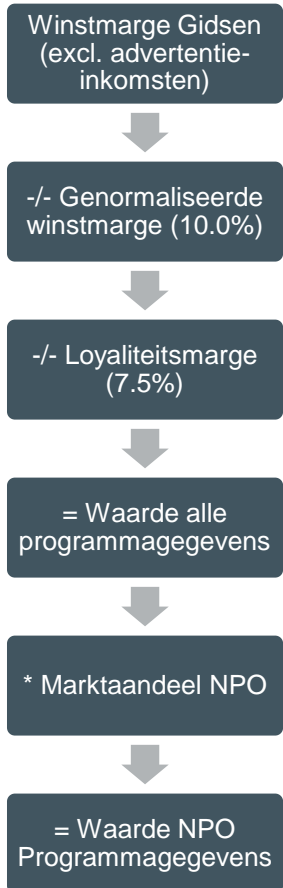 Winstmarge Gidsen
(excl. advertentie-
inkomsten)
-/- Genormaliseerde
winstmarge (10.0%)
-/- Loyaliteitsmarge
(7.5%)
= Waarde alle
programmagegevens
* Marktaandeel NPO
= Waarde NPO
Programmagegevens